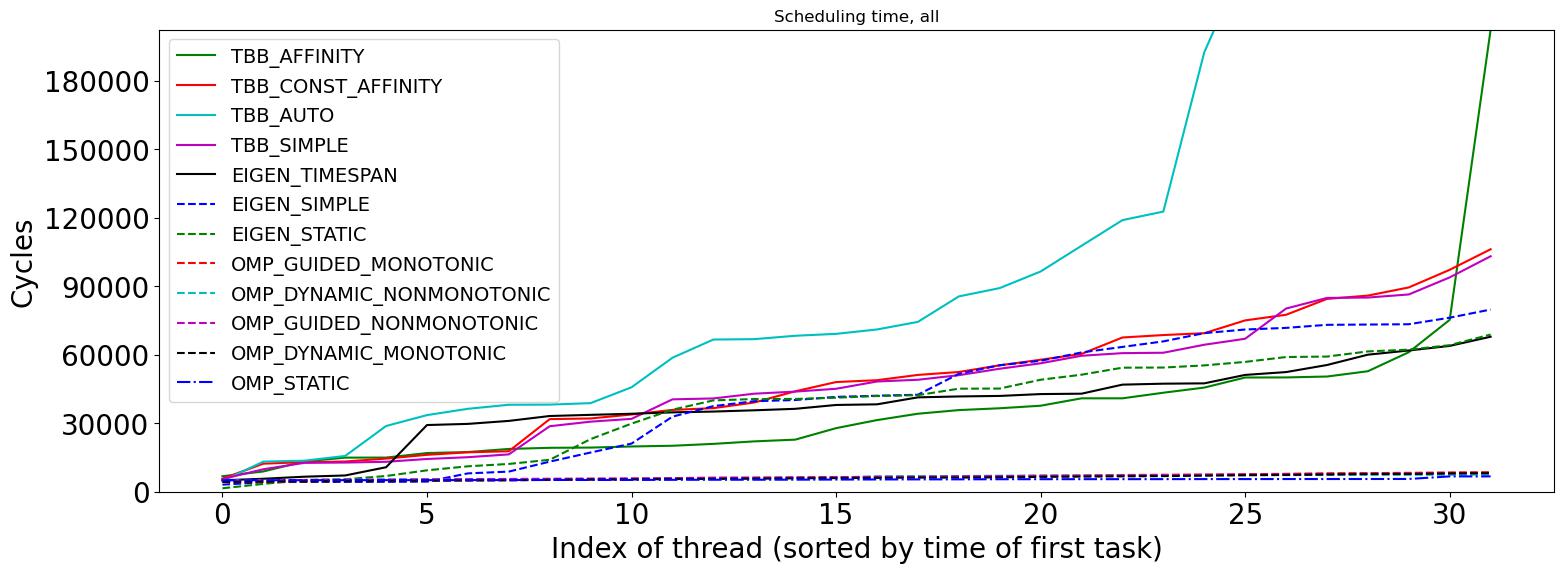 Scheduling time, all
Cycles
180000
150000
120000
90000
60000
30000
0
TBB_AFFINITY
TBB_CONST_AFFINITY
TBB_AUTO
TBB_SIMPLE
EIGEN_TIMESPAN
EIGEN_SIMPLE
EIGEN_STATIC
OMP_GUIDED_MONOTONIC
OMP_DYNAMIC_NONMONOTONIC
OMP_GUIDED_NONMONOTONIC
OMP_DYNAMIC_MONOTONIC
OMP_STATIC
0 5 10 15 20 25 30
Index of thread (sorted by time of first task)